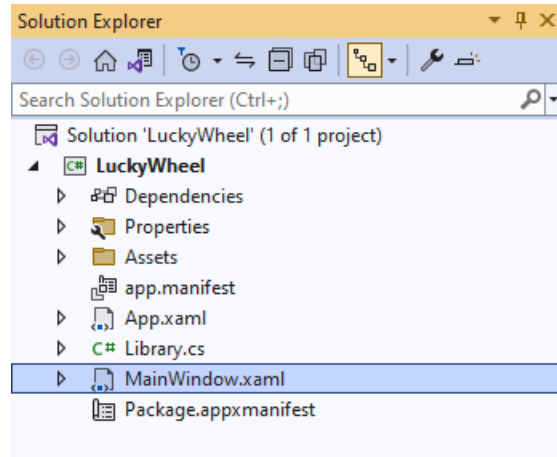 Solution Explorer
Search Solution Explorer (Ctrl+;)
Solution 'LuckyWheel' (1 of 1 project)
C# LuckyWheel
Dependencies
Properties
Assets
app.manifest
App.xaml
C# Library.cs
MainWindow.xaml
Package.appxmanifest